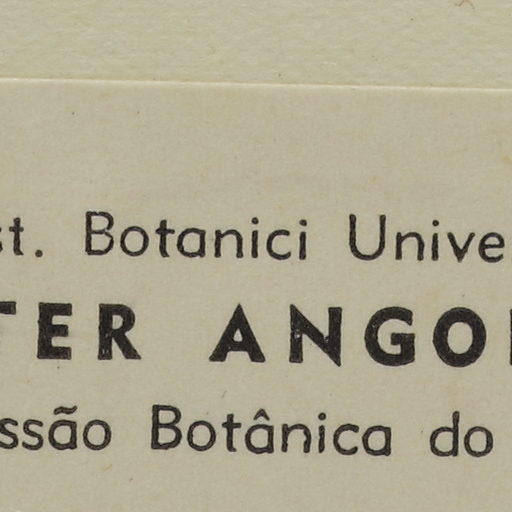 st. Botanici Unive
TER ANGO
ssão Botânica do